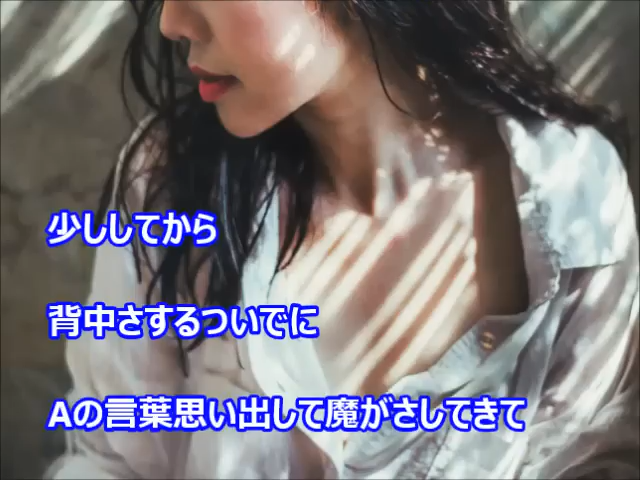 少ししてから
背中さするついでに
Aの言葉思い出して魔がさしてきて